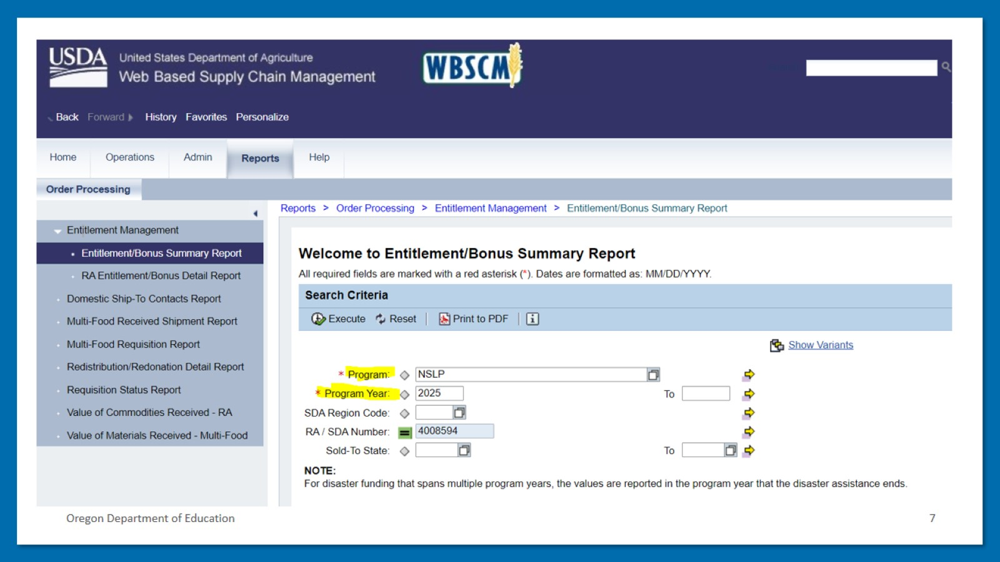 USDA
United States Department of Agriculture
Web Based Supply Chain Management
WBSCM
Back Forward History Favorites Personalize
Home Operations Admin Reports Help
Order Processing
Reports > Order Processing > Entitlement Management > Entitlement/Bonus Summary Report
Entitlement Management
Entitlement/Bonus Summary Report
RA Entitlement/Bonus Detail Report
Domestic Ship-To Contacts Report
Multi-Food Received Shipment Report
Multi-Food Requisition Report
Redistribution/Redonation Detail Report
Requisition Status Report
Value of Commodities Received - RA
Value of Materials Received - Multi-Food
Welcome to Entitlement/Bonus Summary Report
All required fields are marked with a red asterisk (*). Dates are formatted as: MM/DD/YYYY.
Search Criteria
Execute Reset | Print to PDF | i
Show Variants
* Program: NSLP
* Program Year: 2025 To
SDA Region Code:
RA / SDA Number: 4008594
Sold-To State: To
NOTE:
For disaster funding that spans multiple program years, the values are reported in the program year that the disaster assistance ends.
Oregon Department of Education
7